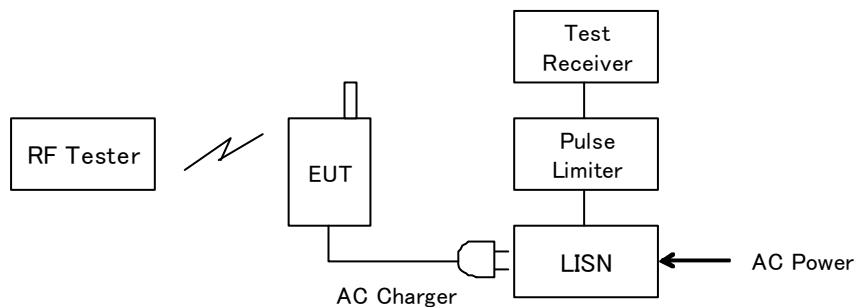 Test
Receiver
RF Tester
EUT
Pulse
Limiter
LISN
AC Power
AC Charger